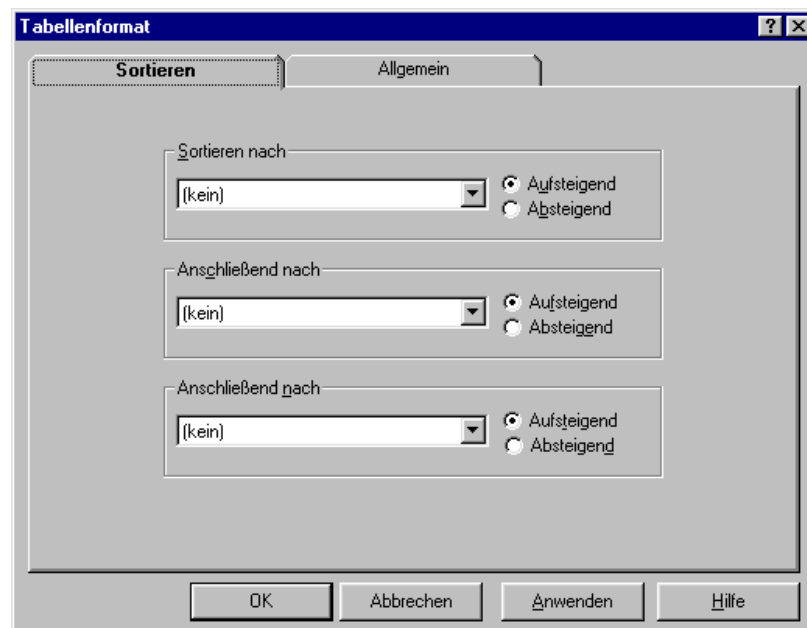 Tabellenformat
Sortieren
Allgemein
Sortieren nach
(kein)
Aufsteigend
Absteigend
Anschließend nach
(kein)
Aufsteigend
Absteigend
Anschließend nach
(kein)
Aufsteigend
Absteigend
OK
Abbrechen
Anwenden
Hilfe